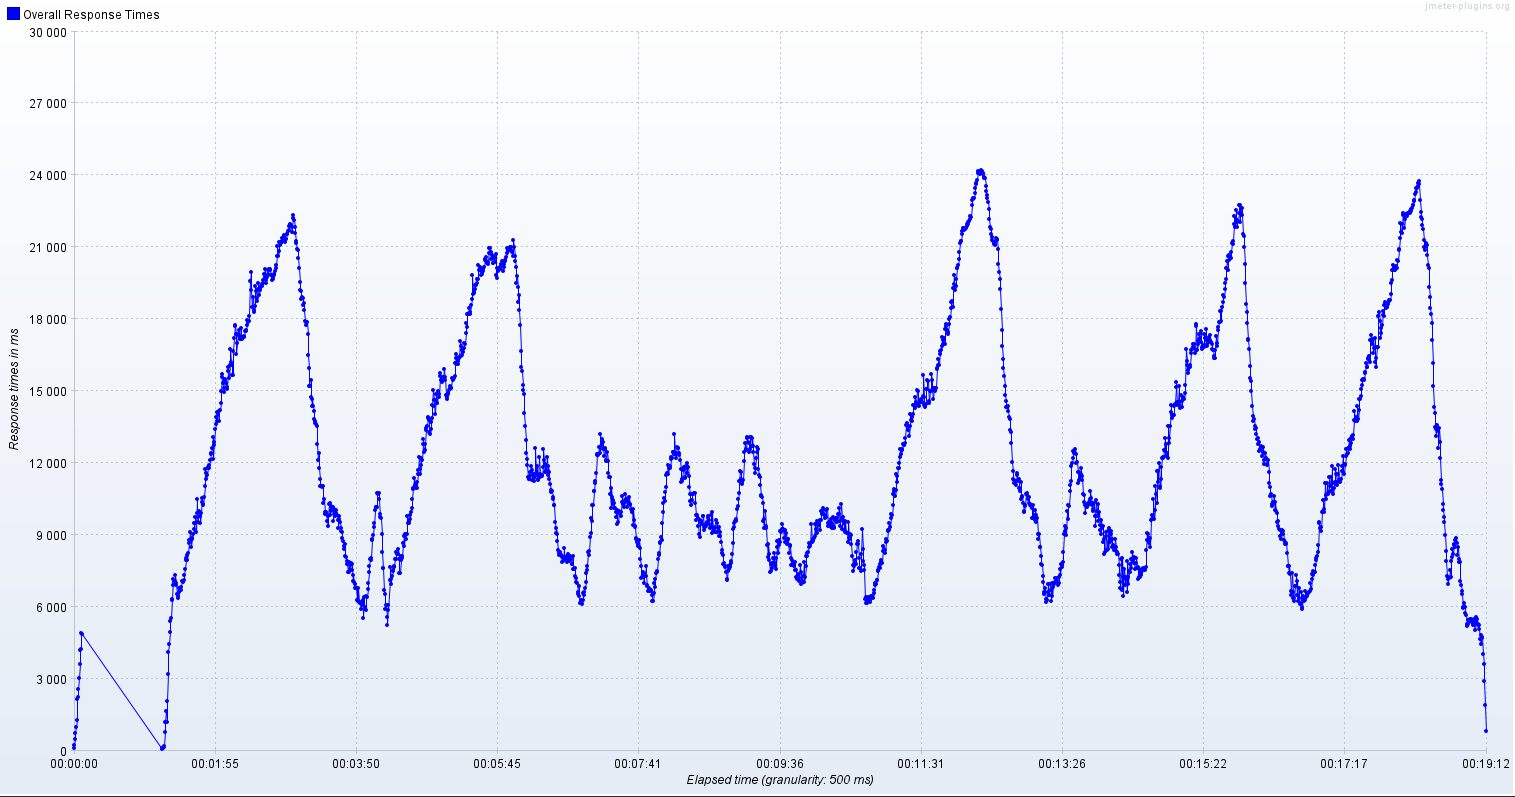 Overall Response Times
jmeter-plugins.org
30 000
27 000
24 000
21 000
18 000
15 000
12 000
9 000
6 000
3 000
0
Response times in ms
00:00:00 00:01:55 00:03:50 00:05:45 00:07:41 00:09:36 00:11:31 00:13:26 00:15:22 00:17:17 00:19:12
Elapsed time (granularity: 500 ms)